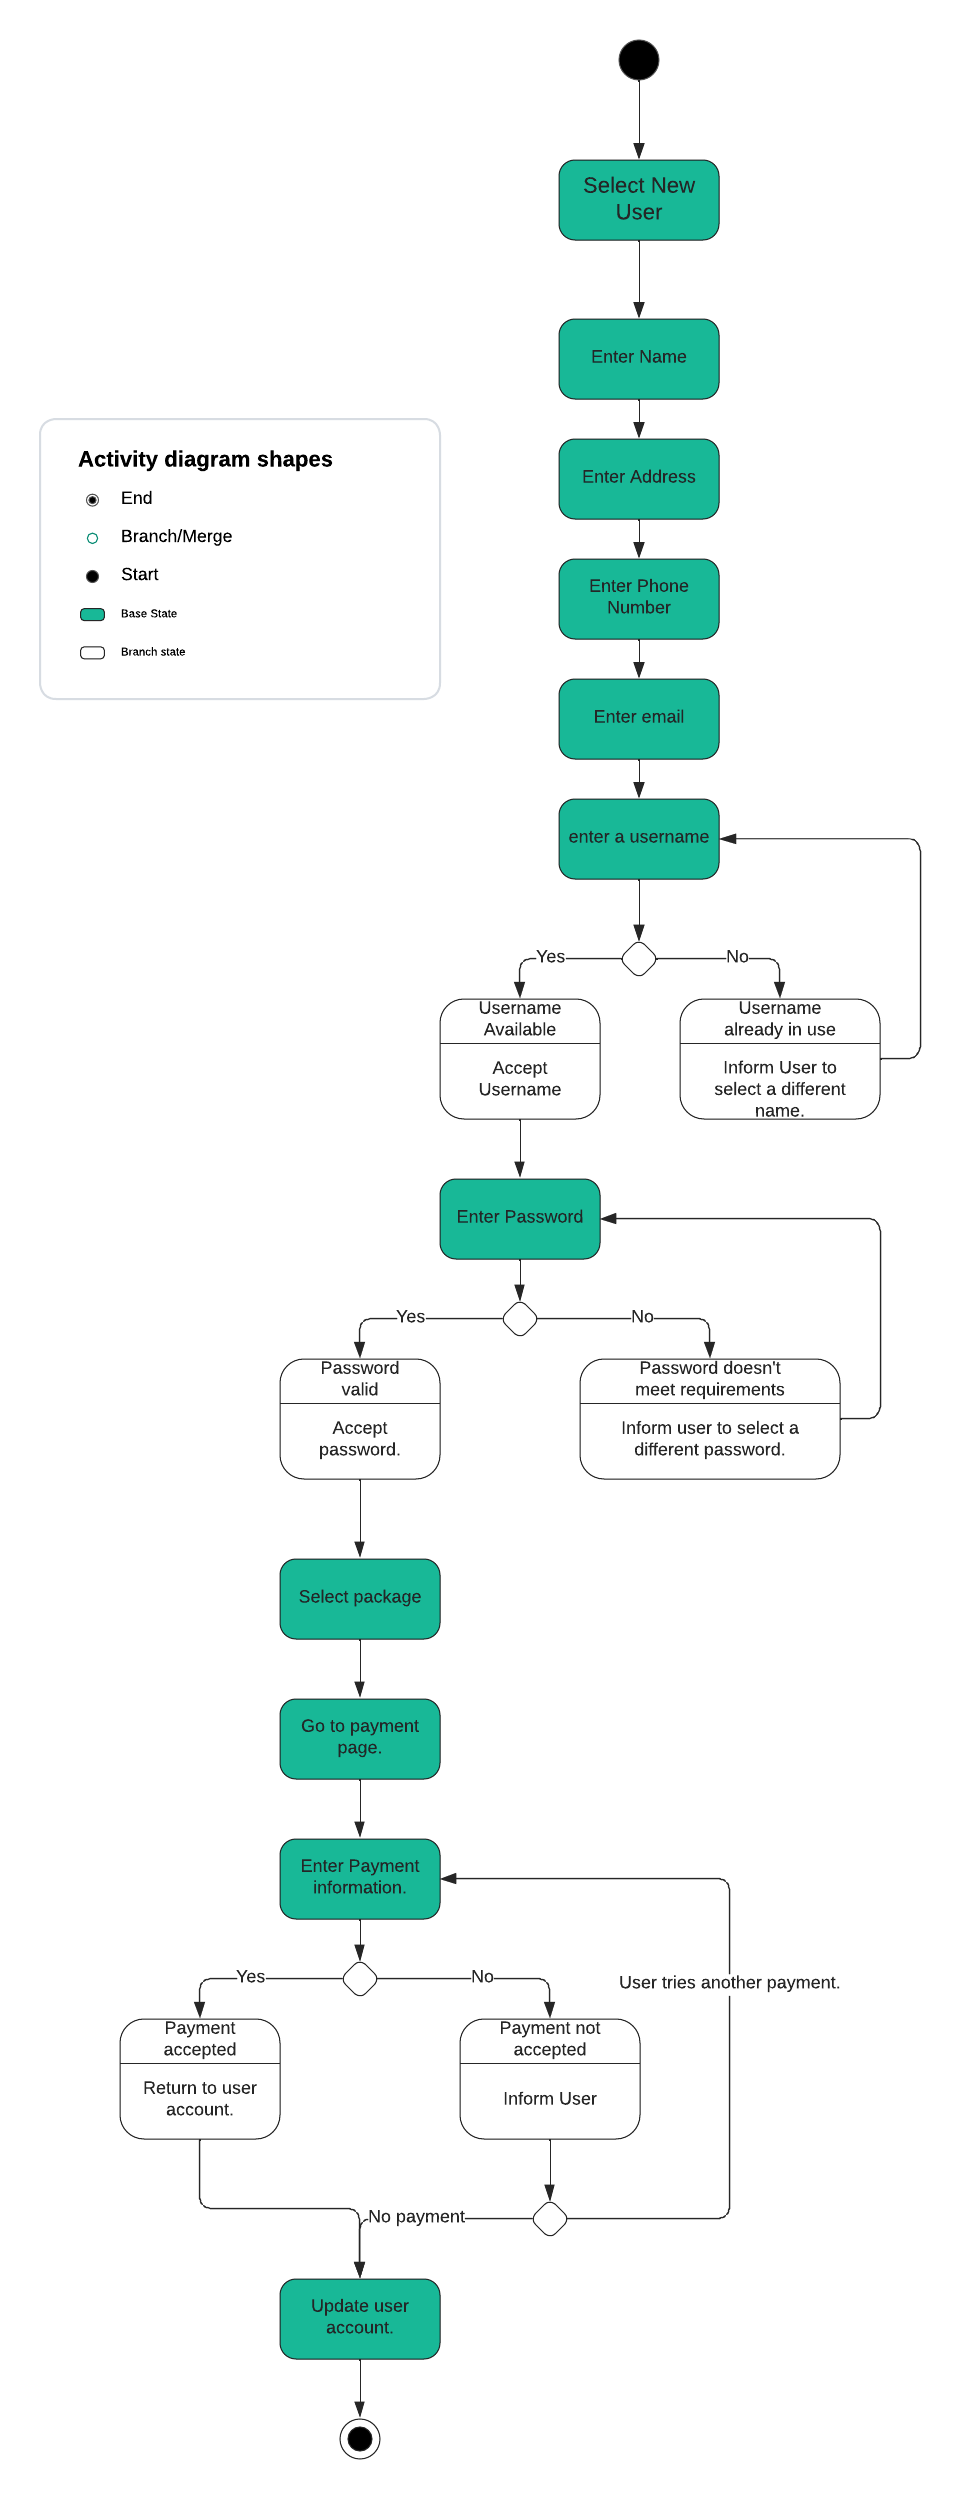 Select New
User
Enter Name
Activity diagram shapes
End
Branch/Merge
Start
Base State
Branch state
Enter Address
Enter Phone
Number
Enter email
enter a username
Yes
No
Username
Available
Accept
Username
Username
already in use
Inform User to
select a different
name.
Enter Password
Yes
No
Password
valid
Accept
password.
Password doesn't
meet requirements
Inform user to select a
different password.
Select package
Go to payment
page.
Enter Payment
information.
Yes
No
User tries another payment.
Payment
accepted
Return to user
account.
Payment not
accepted
Inform User
No payment
Update user
account.